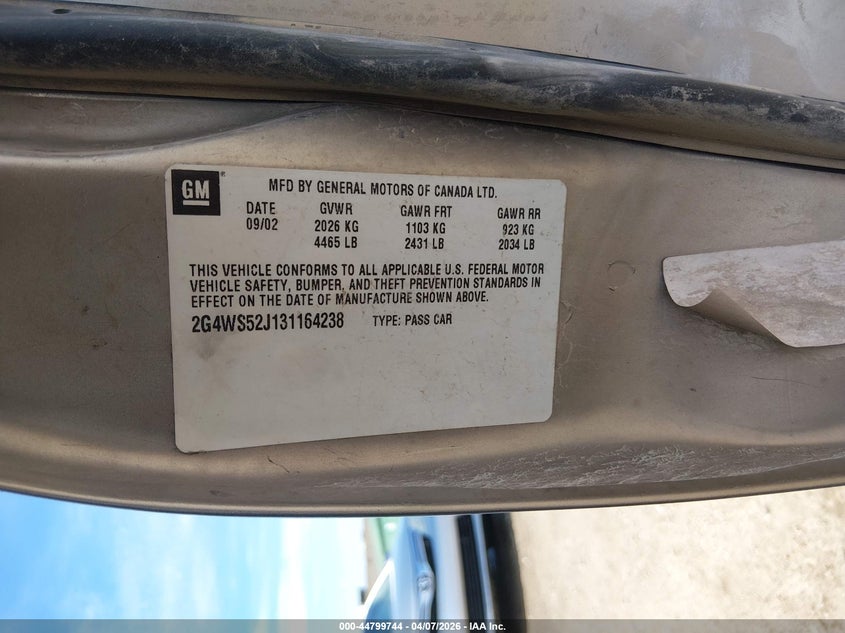 GM
MFD BY GENERAL MOTORS OF CANADA LTD.
DATE GVWR GAWR FRT GAWR RR
09/02 2026 KG 1103 KG 923 KG
4465 LB 2431 LB 2034 LB
THIS VEHICLE CONFORMS TO ALL APPLICABLE U.S. FEDERAL MOTOR
VEHICLE SAFETY, BUMPER, AND THEFT PREVENTION STANDARDS IN
EFFECT ON THE DATE OF MANUFACTURE SHOWN ABOVE.
2G4WS52J131164238 TYPE: PASS CAR
000-44799744 - 04/07/2026 - IAA Inc.